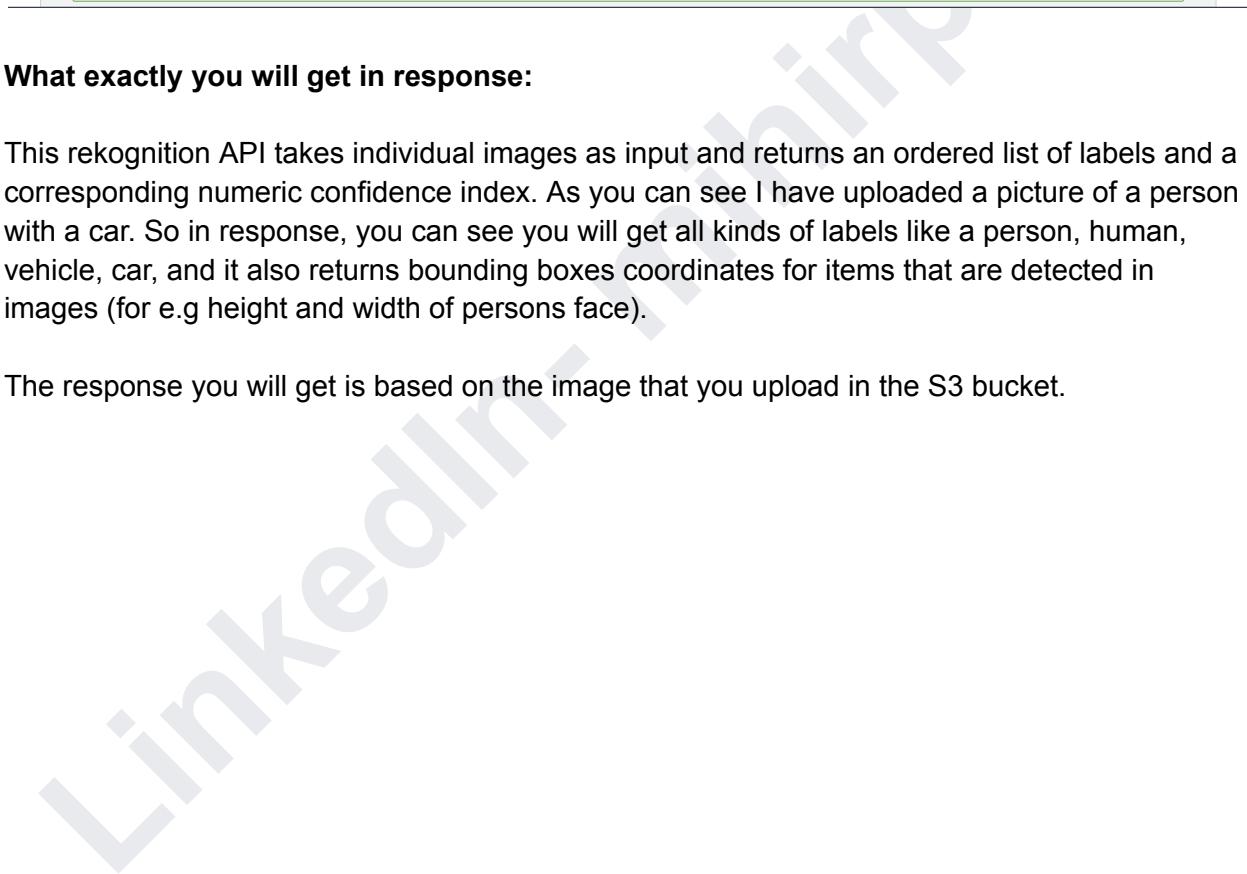 What exactly you will get in response:
This rekognition API takes individual images as input and returns an ordered list of labels and a
corresponding numeric confidence index. As you can see I have uploaded a picture of a person
with a car. So in response, you can see you will get all kinds of labels like a person, human,
vehicle, car, and it also returns bounding boxes coordinates for items that are detected in
images (for e.g height and width of persons face).
The response you will get is based on the image that you upload in the S3 bucket.
LinkedIn- mihirp